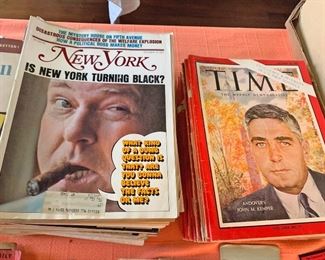 THE MYSTERY HOUSE ON FIFTH AVENUE
DISASTROUS CONSEQUENCES OF THE WELFARE EXPLOSION
HOW A POLITICAL BOSS MAKES MONEY
NEW YORK
IS NEW YORK TURNING BLACK?
WHAT KIND
OF A DUMB
QUESTION IS
THAT? ARE YOU
GONNA
BELIEVE
THE FACTS
OR ME?
TIME
THE WEEKLY NEWSMAGAZINE
ANDOVER'S
JOHN M. KEMPER